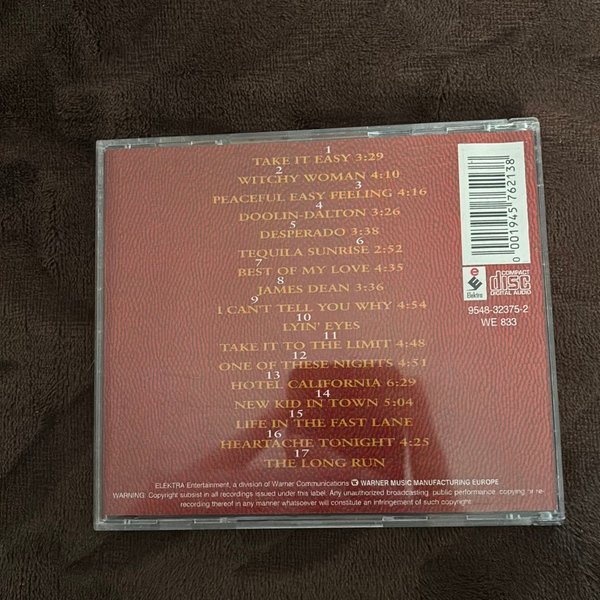 1
TAKE IT EASY 3:29
2
WITCHY WOMAN 4:10
3
PEACEFUL EASY FEELING 4:16
4
DOOLIN-DALTON 3:26
5
DESPERADO 3:38
6
TEQUILA SUNRISE 2:52
7
BEST OF MY LOVE 4:35
8
JAMES DEAN 3:36
9
I CAN'T TELL YOU WHY 4:54
10
LYIN' EYES
11
TAKE IT TO THE LIMIT 4:48
12
ONE OF THESE NIGHTS 4:51
13
HOTEL CALIFORNIA 6:29
14
NEW KID IN TOWN 5:04
15
LIFE IN THE FAST LANE
16
HEARTACHE TONIGHT 4:25
17
THE LONG RUN
0 001945 762138
e
Elektra
COMPACT
disc
DIGITAL AUDIO
9548-32375-2
WE 833
ELEKTRA Entertainment, a division of Warner Communications WARNER MUSIC MANUFACTURING EUROPE
WARNING: Copyright subsist in all recordings issued under this label. Any unauthorized broadcasting, public performance, copying or re-
recording thereof in any manner whatsoever will constitute an infringement of such copyright.